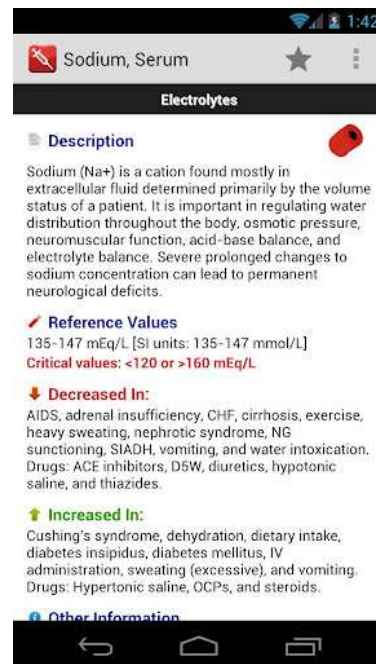 1:42
Sodium, Serum
Electrolytes
Description
Sodium (Na+) is a cation found mostly in
extracellular fluid determined primarily by the volume
status of a patient. It is important in regulating water
distribution throughout the body, osmotic pressure,
neuromuscular function, acid-base balance, and
electrolyte balance. Severe prolonged changes to
sodium concentration can lead to permanent
neurological deficits.
Reference Values
135-147 mEq/L [SI units: 135-147 mmol/L]
Critical values: <120 or >160 mEq/L
Decreased In:
AIDS, adrenal insufficiency, CHF, cirrhosis, exercise,
heavy sweating, nephrotic syndrome, NG
sunctioning, SIADH, vomiting, and water intoxication.
Drugs: ACE inhibitors, D5W, diuretics, hypotonic
saline, and thiazides.
Increased In:
Cushing's syndrome, dehydration, dietary intake,
diabetes insipidus, diabetes mellitus, IV
administration, sweating (excessive), and vomiting.
Drugs: Hypertonic saline, OCPs, and steroids.
Other Information